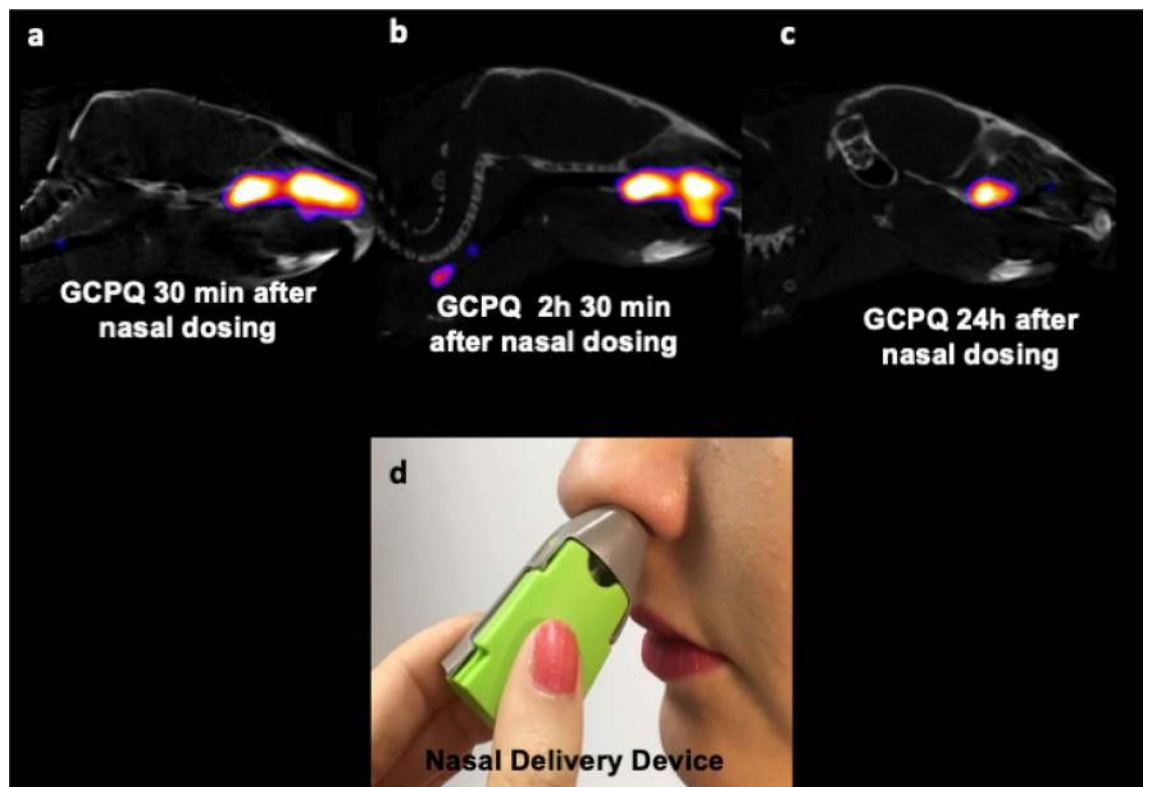 a
b
c
GCPQ 30 min after
nasal dosing
GCPQ 2h 30 min
after nasal dosing
GCPQ 24h after
nasal dosing
d
Nasal Delivery Device